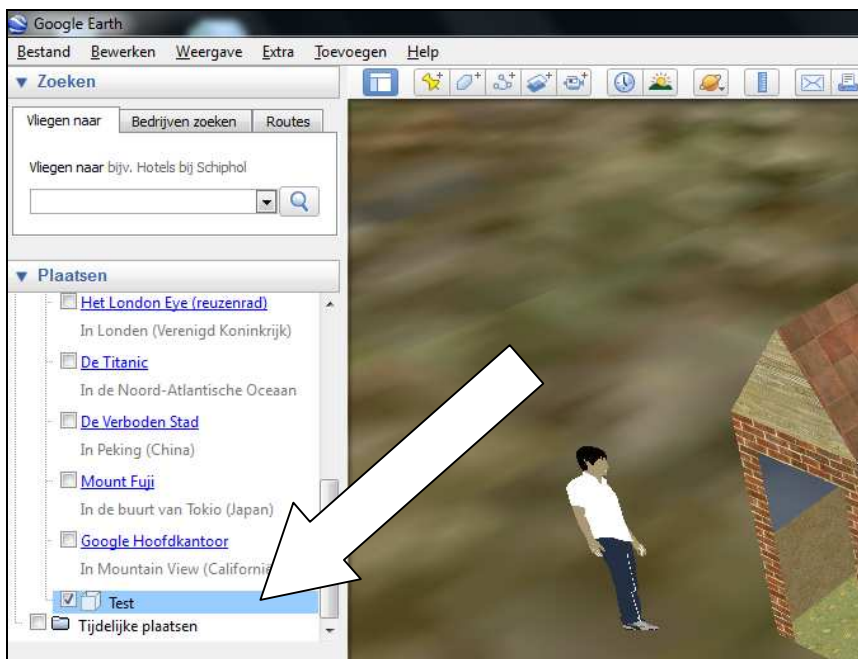 Google Earth
Bestand Bewerken Weergave Extra Toevoegen Help
Zoeken
Vliegen naar Bedrijven zoeken Routes
Vliegen naar bijv. Hotels bij Schiphol
Plaatsen
Het London Eye (reuzenrad)
In Londen (Verenigd Koninkrijk)
De Titanic
In de Noord-Atlantische Oceaan
De Verboden Stad
In Peking (China)
Mount Fuji
In de buurt van Tokio (Japan)
Google Hoofdkantoor
In Mountain View (Californië
Test
Tijdelijke plaatsen